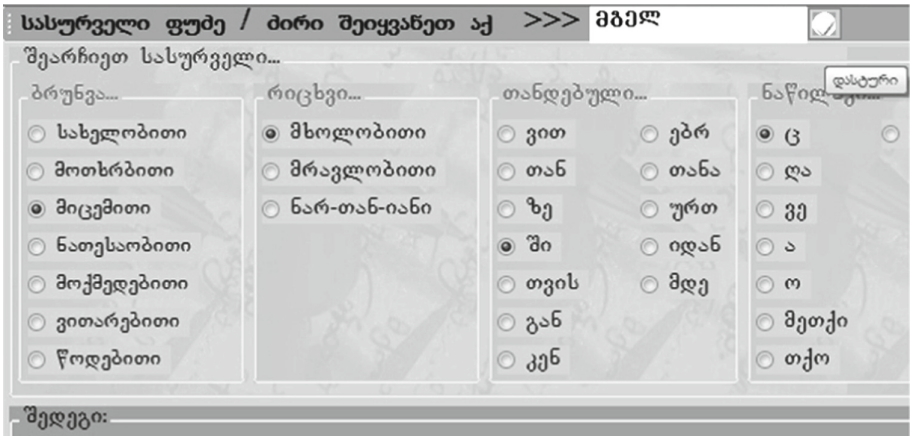 სასურველი ფუძე / ძირი შეიყვანეთ აქ >>> მგელ
დასტური
შეარჩიეთ სასურველი...
ბრუნვა...
სახელობითი
მოთხრობითი
მიცემითი
ნათესაობითი
მოქმედებითი
ვითარებითი
წოდებითი
რიცხვი...
მხოლობითი
მრავლობითი
ნარ-თან-იანი
თანდებული...
ვით
თან
ზე
ში
თვის
გან
კენ
ებრ
თანა
ურთ
იდან
მდე
ც
ღა
ვე
ა
ო
მეთქი
თქო
შედეგი: